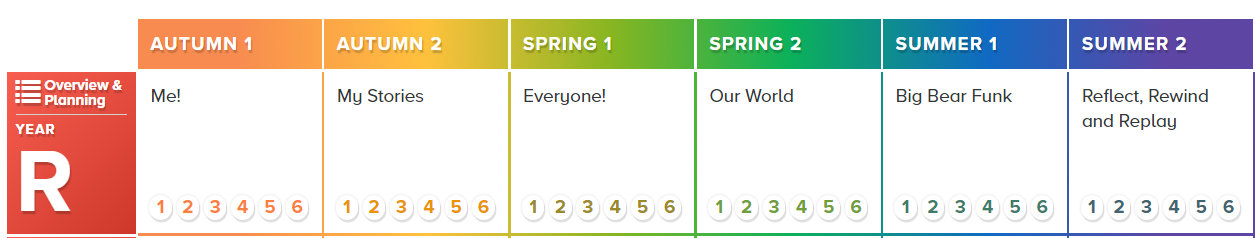 AUTUMN 1
AUTUMN 2
SPRING 1
SPRING 2
SUMMER 1
SUMMER 2
Overview &
Planning
YEAR
R
Me!
1 2 3 4 5 6
My Stories
1 2 3 4 5 6
Everyone!
1 2 3 4 5 6
Our World
1 2 3 4 5 6
Big Bear Funk
1 2 3 4 5 6
Reflect, Rewind
and Replay
1 2 3 4 5 6